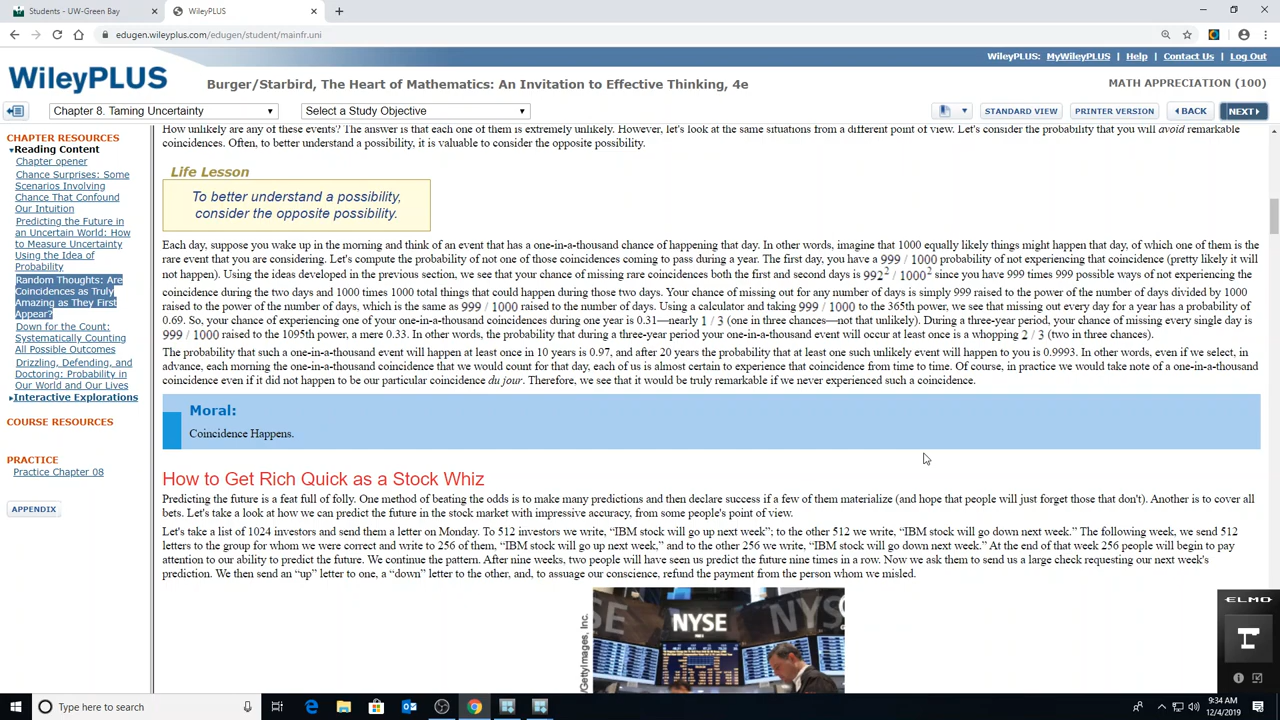 Students - UW-Green Bay
WileyPLUS
edugen.wileyplus.com/edugen/student/mainfr.uni
WileyPLUS: MyWileyPLUS | Help | Contact Us | Log Out
WileyPLUS
Burger/Starbird, The Heart of Mathematics: An Invitation to Effective Thinking, 4e
MATH APPRECIATION (100)
Chapter 8. Taming Uncertainty
Select a Study Objective
STANDARD VIEW
PRINTER VERSION
BACK
NEXT
CHAPTER RESOURCES
Reading Content
Chapter opener
Chance Surprises: Some
Scenarios Involving
Chance That Confound
Our Intuition
Predicting the Future in
an Uncertain World: How
to Measure Uncertainty
Using the Idea of
Probability
Random Thoughts: Are
Coincidences as Truly
Amazing as They First
Appear?
Down for the Count:
Systematically Counting
All Possible Outcomes
Drizzling, Defending, and
Doctoring: Probability in
Our World and Our Lives
Interactive Explorations
COURSE RESOURCES
PRACTICE
Practice Chapter 08
APPENDIX
How unlikely are any of these events? The answer is that each one of them is extremely unlikely. However, let's look at the same situations from a different point of view. Let's consider the probability that you will avoid remarkable
coincidences. Often, to better understand a possibility, it is valuable to consider the opposite possibility.
Life Lesson
To better understand a possibility,
consider the opposite possibility.
Each day, suppose you wake up in the morning and think of an event that has a one-in-a-thousand chance of happening that day. In other words, imagine that 1000 equally likely things might happen that day, of which one of them is the
rare event that you are considering. Let's compute the probability of not one of those coincidences coming to pass during a year. The first day, you have a 999 / 1000 probability of not experiencing that coincidence (pretty likely it will
not happen). Using the ideas developed in the previous section, we see that your chance of missing rare coincidences both the first and second days is 992² / 1000² since you have 999 times 999 possible ways of not experiencing the
coincidence during the two days and 1000 times 1000 total things that could happen during those two days. Your chance of missing out for any number of days is simply 999 raised to the power of the number of days divided by 1000
raised to the power of the number of days, which is the same as 999 / 1000 raised to the number of days. Using a calculator and taking 999 / 1000 to the 365th power, we see that missing out every day for a year has a probability of
0.69. So, your chance of experiencing one of your one-in-a-thousand coincidences during one year is 0.31—nearly 1 / 3 (one in three chances—not that unlikely). During a three-year period, your chance of missing every single day is
999 / 1000 raised to the 1095th power, a mere 0.33. In other words, the probability that during a three-year period your one-in-a-thousand event will occur at least once is a whopping 2 / 3 (two in three chances).
The probability that such a one-in-a-thousand event will happen at least once in 10 years is 0.97, and after 20 years the probability that at least one such unlikely event will happen to you is 0.9993. In other words, even if we select, in
advance, each morning the one-in-a-thousand coincidence that we would count for that day, each of us is almost certain to experience that coincidence from time to time. Of course, in practice we would take note of a one-in-a-thousand
coincidence even if it did not happen to be our particular coincidence du jour. Therefore, we see that it would be truly remarkable if we never experienced such a coincidence.
Moral:
Coincidence Happens.
How to Get Rich Quick as a Stock Whiz
Predicting the future is a feat full of folly. One method of beating the odds is to make many predictions and then declare success if a few of them materialize (and hope that people will just forget those that don't). Another is to cover all
bets. Let's take a look at how we can predict the future in the stock market with impressive accuracy, from some people's point of view.
Let's take a list of 1024 investors and send them a letter on Monday. To 512 investors we write, “IBM stock will go up next week”; to the other 512 we write, “IBM stock will go down next week.” The following week, we send 512
letters to the group for whom we were correct and write to 256 of them, “IBM stock will go up next week,” and to the other 256 we write, “IBM stock will go down next week.” At the end of that week 256 people will begin to pay
attention to our ability to predict the future. We continue the pattern. After nine weeks, two people will have seen us predict the future nine times in a row. Now we ask them to send us a large check requesting our next week's
prediction. We then send an “up” letter to one, a “down” letter to the other, and, to assuage our conscience, refund the payment from the person whom we misled.
NYSE
NYS
/GettyImages, Inc.
ELMO
Type here to search
9:34 AM
12/4/2019